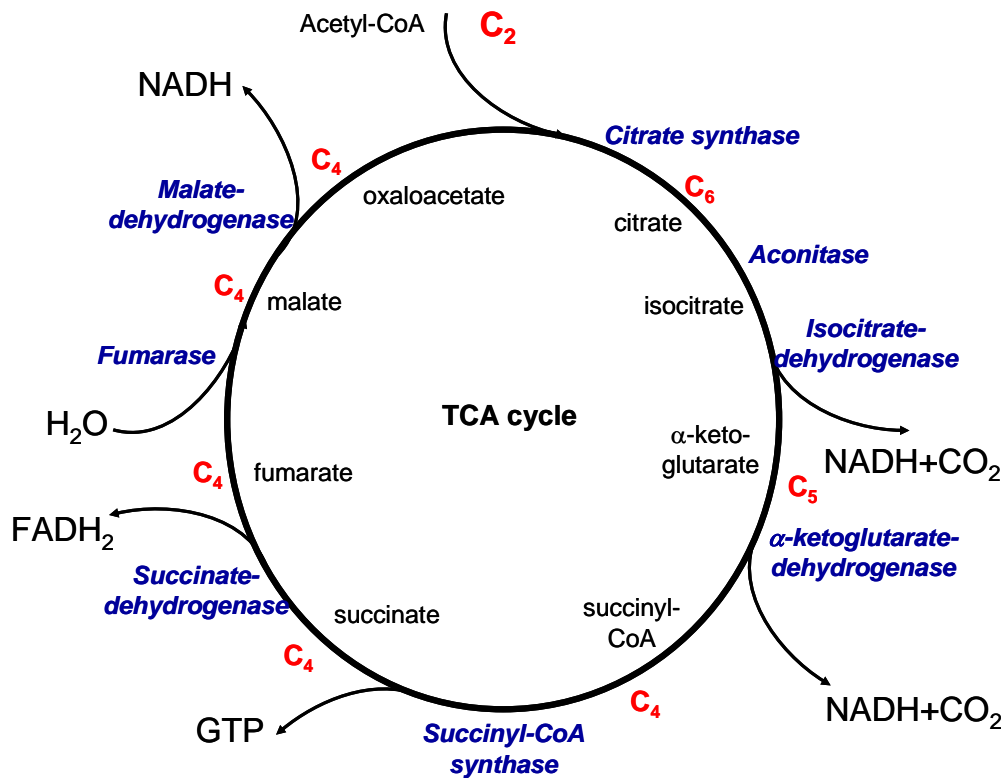 Acetyl-CoA
C₂
NADH
Citrate synthase
C₄
Malate-
dehydrogenase
oxaloacetate
C₆
citrate
Aconitase
C₄
malate
isocitrate
Isocitrate-
dehydrogenase
Fumarase
H₂O
TCA cycle
α-keto-
glutarate
NADH+CO₂
C₄
fumarate
C₅
FADH₂
α-ketoglutarate-
dehydrogenase
Succinate-
dehydrogenase
succinate
succinyl-
CoA
C₄
C₄
NADH+CO₂
GTP
Succinyl-CoA
synthase